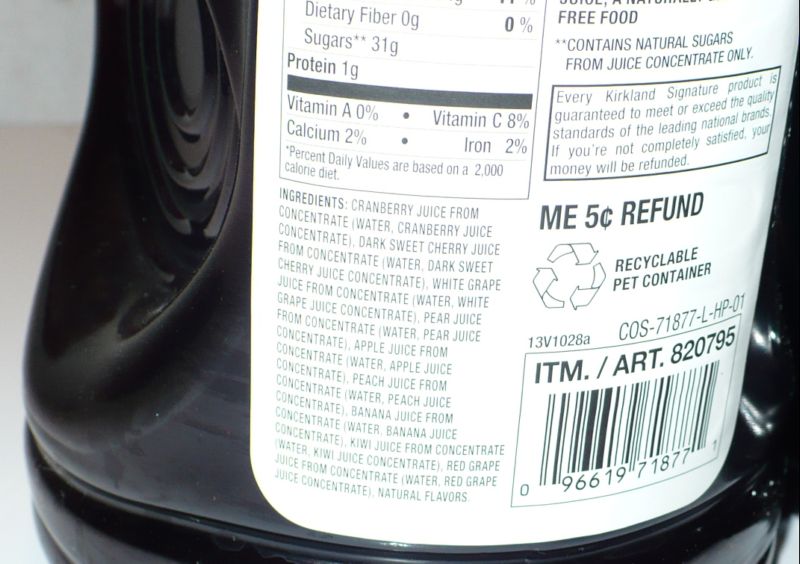 Dietary Fiber 0g 0 %
Sugars** 31g
Protein 1g
Vitamin A 0% • Vitamin C 8%
Calcium 2% • Iron 2%
*Percent Daily Values are based on a 2,000
calorie diet.
INGREDIENTS: CRANBERRY JUICE FROM
CONCENTRATE (WATER, CRANBERRY JUICE
CONCENTRATE), DARK SWEET CHERRY JUICE
FROM CONCENTRATE (WATER, DARK SWEET
CHERRY JUICE CONCENTRATE), WHITE GRAPE
JUICE FROM CONCENTRATE (WATER, WHITE
GRAPE JUICE CONCENTRATE), PEAR JUICE
FROM CONCENTRATE (WATER, PEAR JUICE
CONCENTRATE), APPLE JUICE FROM
CONCENTRATE (WATER, APPLE JUICE
CONCENTRATE), PEACH JUICE FROM
CONCENTRATE (WATER, PEACH JUICE
CONCENTRATE), BANANA JUICE FROM
CONCENTRATE (WATER, BANANA JUICE
CONCENTRATE), KIWI JUICE FROM CONCENTRATE
(WATER, KIWI JUICE CONCENTRATE), RED GRAPE
JUICE FROM CONCENTRATE (WATER, RED GRAPE
JUICE CONCENTRATE), NATURAL FLAVORS
JUICE, A
FREE FOOD
**CONTAINS NATURAL SUGARS
FROM JUICE CONCENTRATE ONLY.
Every Kirkland Signature product is
guaranteed to meet or exceed the quality
standards of the leading national brands.
If you're not completely satisfied, your
money will be refunded.
ME 5¢ REFUND
RECYCLABLE
PET CONTAINER
13V1028a COS-71877-L-HP-01
ITM. / ART. 820795
0 96619 71877 1